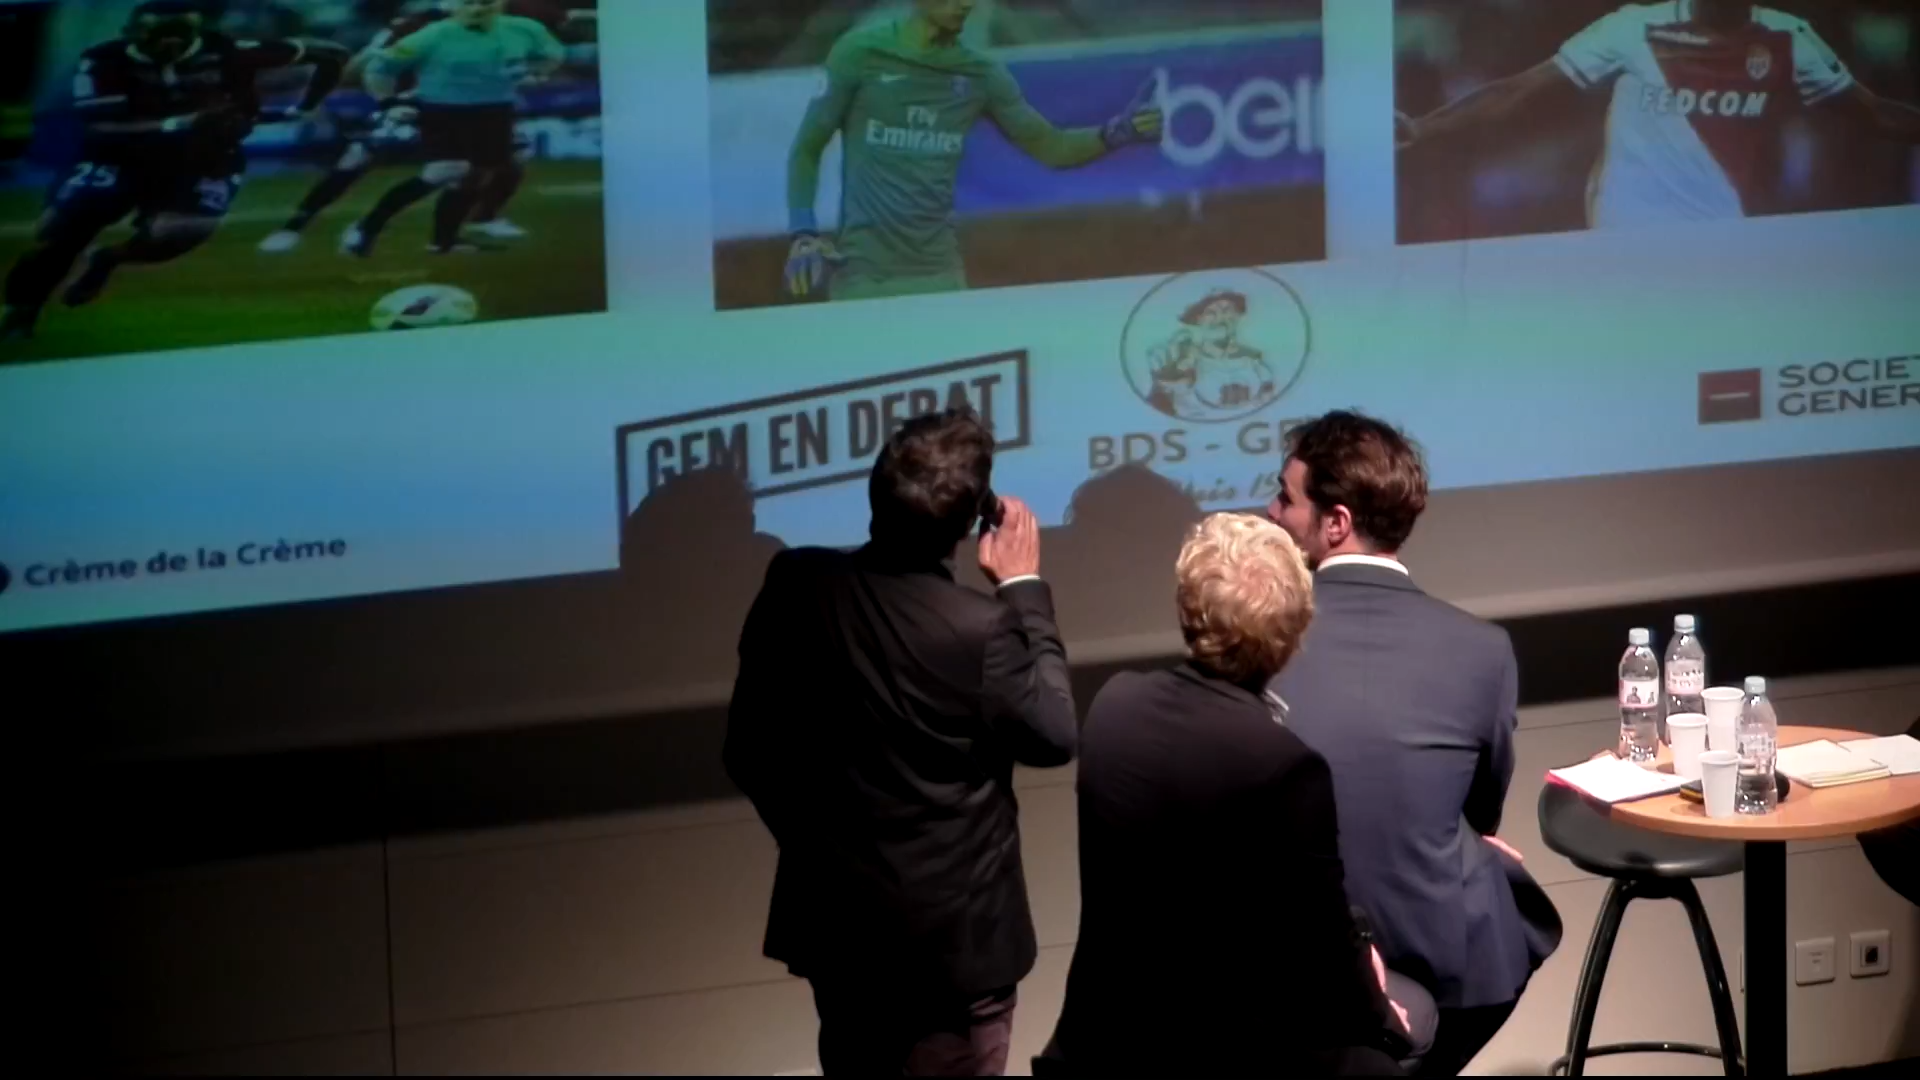 25
Fly
Emirates
bei
FEDCOM
GEM EN DEBAT
BDS - GE
SOCIET
GENER
Crème de la Crème